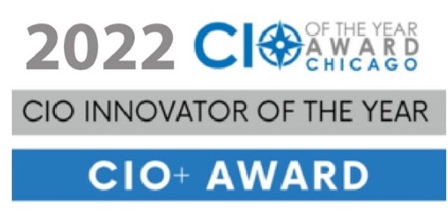 2022 CIO OF THE YEAR
AWARD
CHICAGO
CIO INNOVATOR OF THE YEAR
CIO+ AWARD